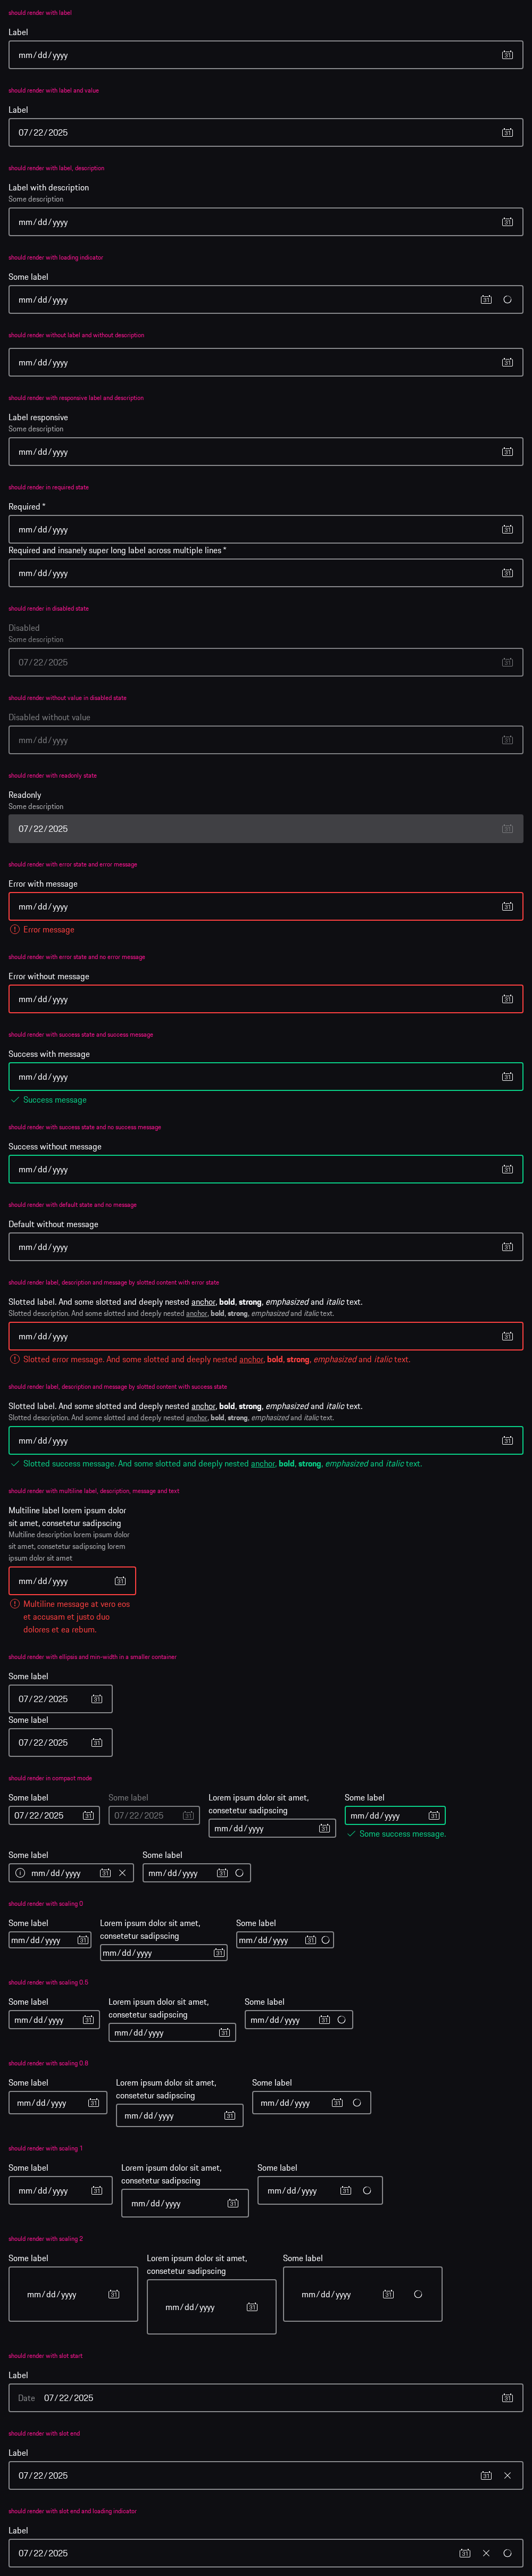 should render with label
Label
mm/dd/yyyy
should render with label and value
Label
07/22/2025
should render with label, description
Label with description
Some description
mm/dd/yyyy
should render with loading indicator
Some label
mm/dd/yyyy
should render without label and without description
mm/dd/yyyy
should render with responsive label and description
Label responsive
Some description
mm/dd/yyyy
should render in required state
Required *
mm/dd/yyyy
Required and insanely super long label across multiple lines *
mm/dd/yyyy
should render in disabled state
Disabled
Some description
07/22/2025
should render without value in disabled state
Disabled without value
mm/dd/yyyy
should render with readonly state
Readonly
Some description
07/22/2025
should render with error state and error message
Error with message
mm/dd/yyyy
Error message
should render with error state and no error message
Error without message
mm/dd/yyyy
should render with success state and success message
Success with message
mm/dd/yyyy
Success message
should render with success state and no success message
Success without message
mm/dd/yyyy
should render with default state and no message
Default without message
mm/dd/yyyy
should render label, description and message by slotted content with error state
Slotted label. And some slotted and deeply nested anchor, bold, strong, emphasized and italic text.
Slotted description. And some slotted and deeply nested anchor, bold, strong, emphasized and italic text.
mm/dd/yyyy
Slotted error message. And some slotted and deeply nested anchor, bold, strong, emphasized and italic text.
should render label, description and message by slotted content with success state
Slotted label. And some slotted and deeply nested anchor, bold, strong, emphasized and italic text.
Slotted description. And some slotted and deeply nested anchor, bold, strong, emphasized and italic text.
mm/dd/yyyy
Slotted success message. And some slotted and deeply nested anchor, bold, strong, emphasized and italic text.
should render with multiline label, description, message and text
Multiline label lorem ipsum dolor
sit amet, consetetur sadipscing
Multiline description lorem ipsum dolor
sit amet, consetetur sadipscing lorem
ipsum dolor sit amet
mm/dd/yyyy
Multiline message at vero eos
et accusam et justo duo
dolores et ea rebum.
should render with ellipsis and min-width in a smaller container
Some label
07/22/2025
Some label
07/22/2025
should render in compact mode
Some label
07/22/2025
Some label
07/22/2025
Lorem ipsum dolor sit amet,
consetetur sadipscing
mm/dd/yyyy
Some label
mm/dd/yyyy
Some success message.
Some label
mm/dd/yyyy
Some label
mm/dd/yyyy
should render with scaling 0
Some label
mm/dd/yyyy
Lorem ipsum dolor sit amet,
consetetur sadipscing
mm/dd/yyyy
Some label
mm/dd/yyyy
should render with scaling 0.5
Some label
mm/dd/yyyy
Lorem ipsum dolor sit amet,
consetetur sadipscing
mm/dd/yyyy
Some label
mm/dd/yyyy
should render with scaling 0.8
Some label
mm/dd/yyyy
Lorem ipsum dolor sit amet,
consetetur sadipscing
mm/dd/yyyy
Some label
mm/dd/yyyy
should render with scaling 1
Some label
mm/dd/yyyy
Lorem ipsum dolor sit amet,
consetetur sadipscing
mm/dd/yyyy
Some label
mm/dd/yyyy
should render with scaling 2
Some label
mm/dd/yyyy
Lorem ipsum dolor sit amet,
consetetur sadipscing
mm/dd/yyyy
Some label
mm/dd/yyyy
should render with slot start
Label
Date 07/22/2025
should render with slot end
Label
07/22/2025
should render with slot end and loading indicator
Label
07/22/2025